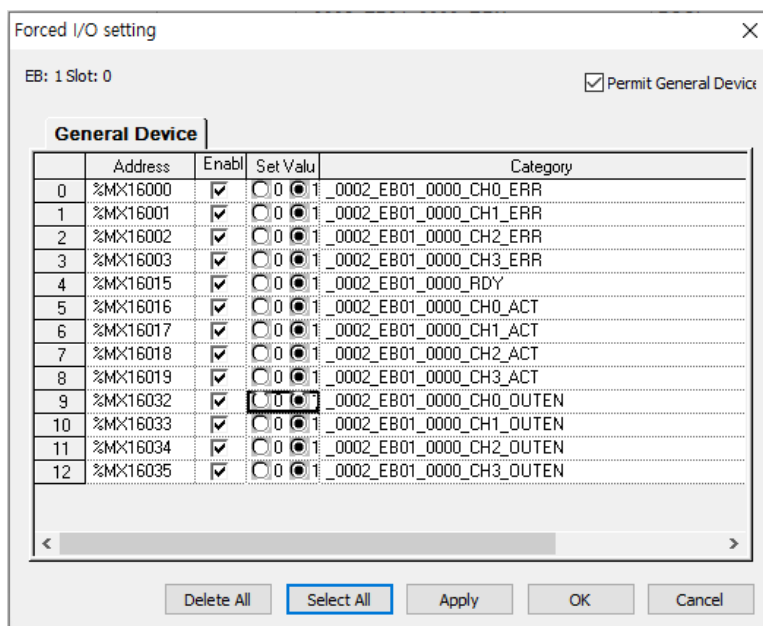 Forced I/O setting
EB: 1 Slot: 0
Permit General Device
General Device
Address Enabl Set Valu Category
0 %MX16000 0 1 _0002_EB01_0000_CH0_ERR
1 %MX16001 0 1 _0002_EB01_0000_CH1_ERR
2 %MX16002 0 1 _0002_EB01_0000_CH2_ERR
3 %MX16003 0 1 _0002_EB01_0000_CH3_ERR
4 %MX16015 0 1 _0002_EB01_0000_RDY
5 %MX16016 0 1 _0002_EB01_0000_CH0_ACT
6 %MX16017 0 1 _0002_EB01_0000_CH1_ACT
7 %MX16018 0 1 _0002_EB01_0000_CH2_ACT
8 %MX16019 0 1 _0002_EB01_0000_CH3_ACT
9 %MX16032 0 1 _0002_EB01_0000_CH0_OUTEN
10 %MX16033 0 1 _0002_EB01_0000_CH1_OUTEN
11 %MX16034 0 1 _0002_EB01_0000_CH2_OUTEN
12 %MX16035 0 1 _0002_EB01_0000_CH3_OUTEN
Delete All Select All Apply OK Cancel